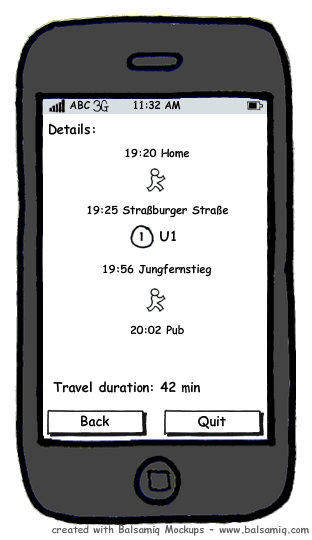 ABC 3G 11:32 AM
Details:
19:20 Home
19:25 Straßburger Straße
1 U1
19:56 Jungfernstieg
20:02 Pub
Travel duration: 42 min
Back Quit
created with Balsamiq Mockups - www.balsamiq.com